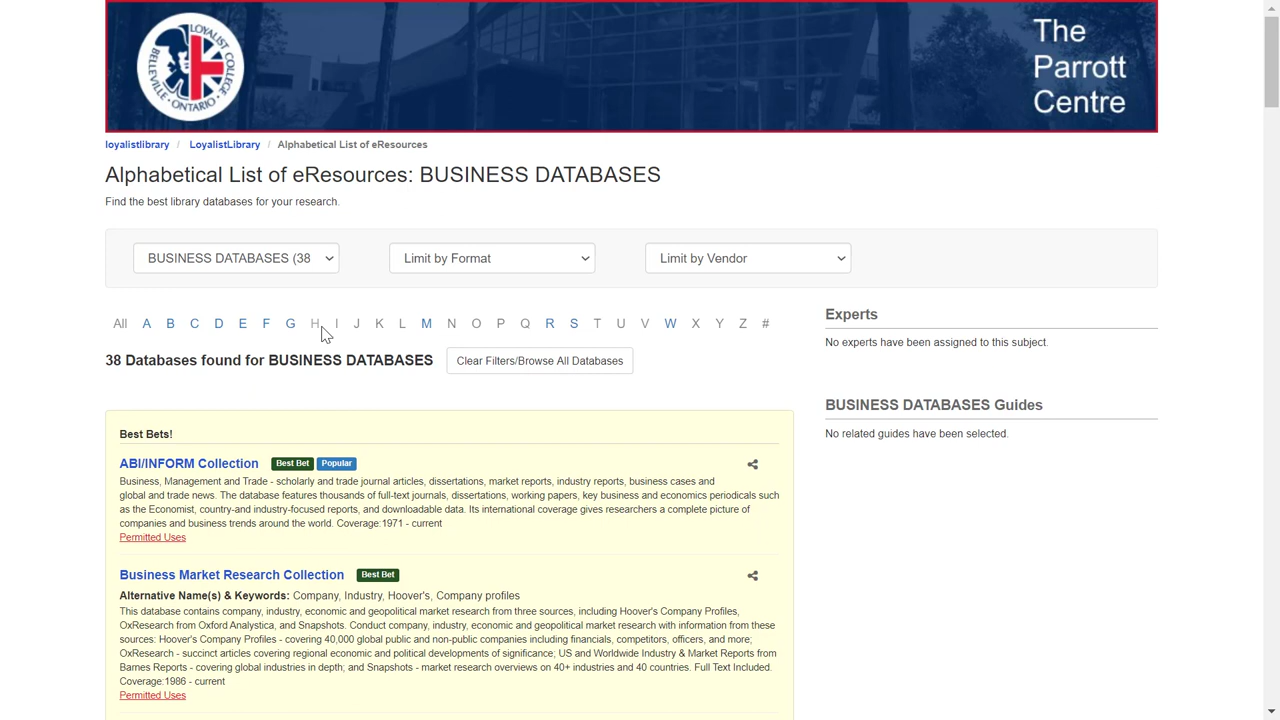 LOYALIST COLLEGE
BELLEVILLE • ONTARIO
The
Parrott
Centre
loyalistlibrary / LoyalistLibrary / Alphabetical List of eResources
Alphabetical List of eResources: BUSINESS DATABASES
Find the best library databases for your research.
BUSINESS DATABASES (38
Limit by Format
Limit by Vendor
All A B C D E F G H I J K L M N O P Q R S T U V W X Y Z #
38 Databases found for BUSINESS DATABASES
Clear Filters/Browse All Databases
Best Bets!
ABI/INFORM Collection Best Bet Popular
Business, Management and Trade - scholarly and trade journal articles, dissertations, market reports, industry reports, business cases and
global and trade news. The database features thousands of full-text journals, dissertations, working papers, key business and economics periodicals such
as the Economist, country-and industry-focused reports, and downloadable data. Its international coverage gives researchers a complete picture of
companies and business trends around the world. Coverage:1971 - current
Permitted Uses
Business Market Research Collection Best Bet
Alternative Name(s) & Keywords: Company, Industry, Hoover's, Company profiles
This database contains company, industry, economic and geopolitical market research from three sources, including Hoover's Company Profiles,
OxResearch from Oxford Analystica, and Snapshots. Conduct company, industry, economic and geopolitical market research with information from these
sources: Hoover's Company Profiles - covering 40,000 global public and non-public companies including financials, competitors, officers, and more;
OxResearch - succinct articles covering regional economic and political developments of significance; US and Worldwide Industry & Market Reports from
Barnes Reports - covering global industries in depth; and Snapshots - market research overviews on 40+ industries and 40 countries. Full Text Included.
Coverage:1986 - current
Permitted Uses
Experts
No experts have been assigned to this subject.
BUSINESS DATABASES Guides
No related guides have been selected.